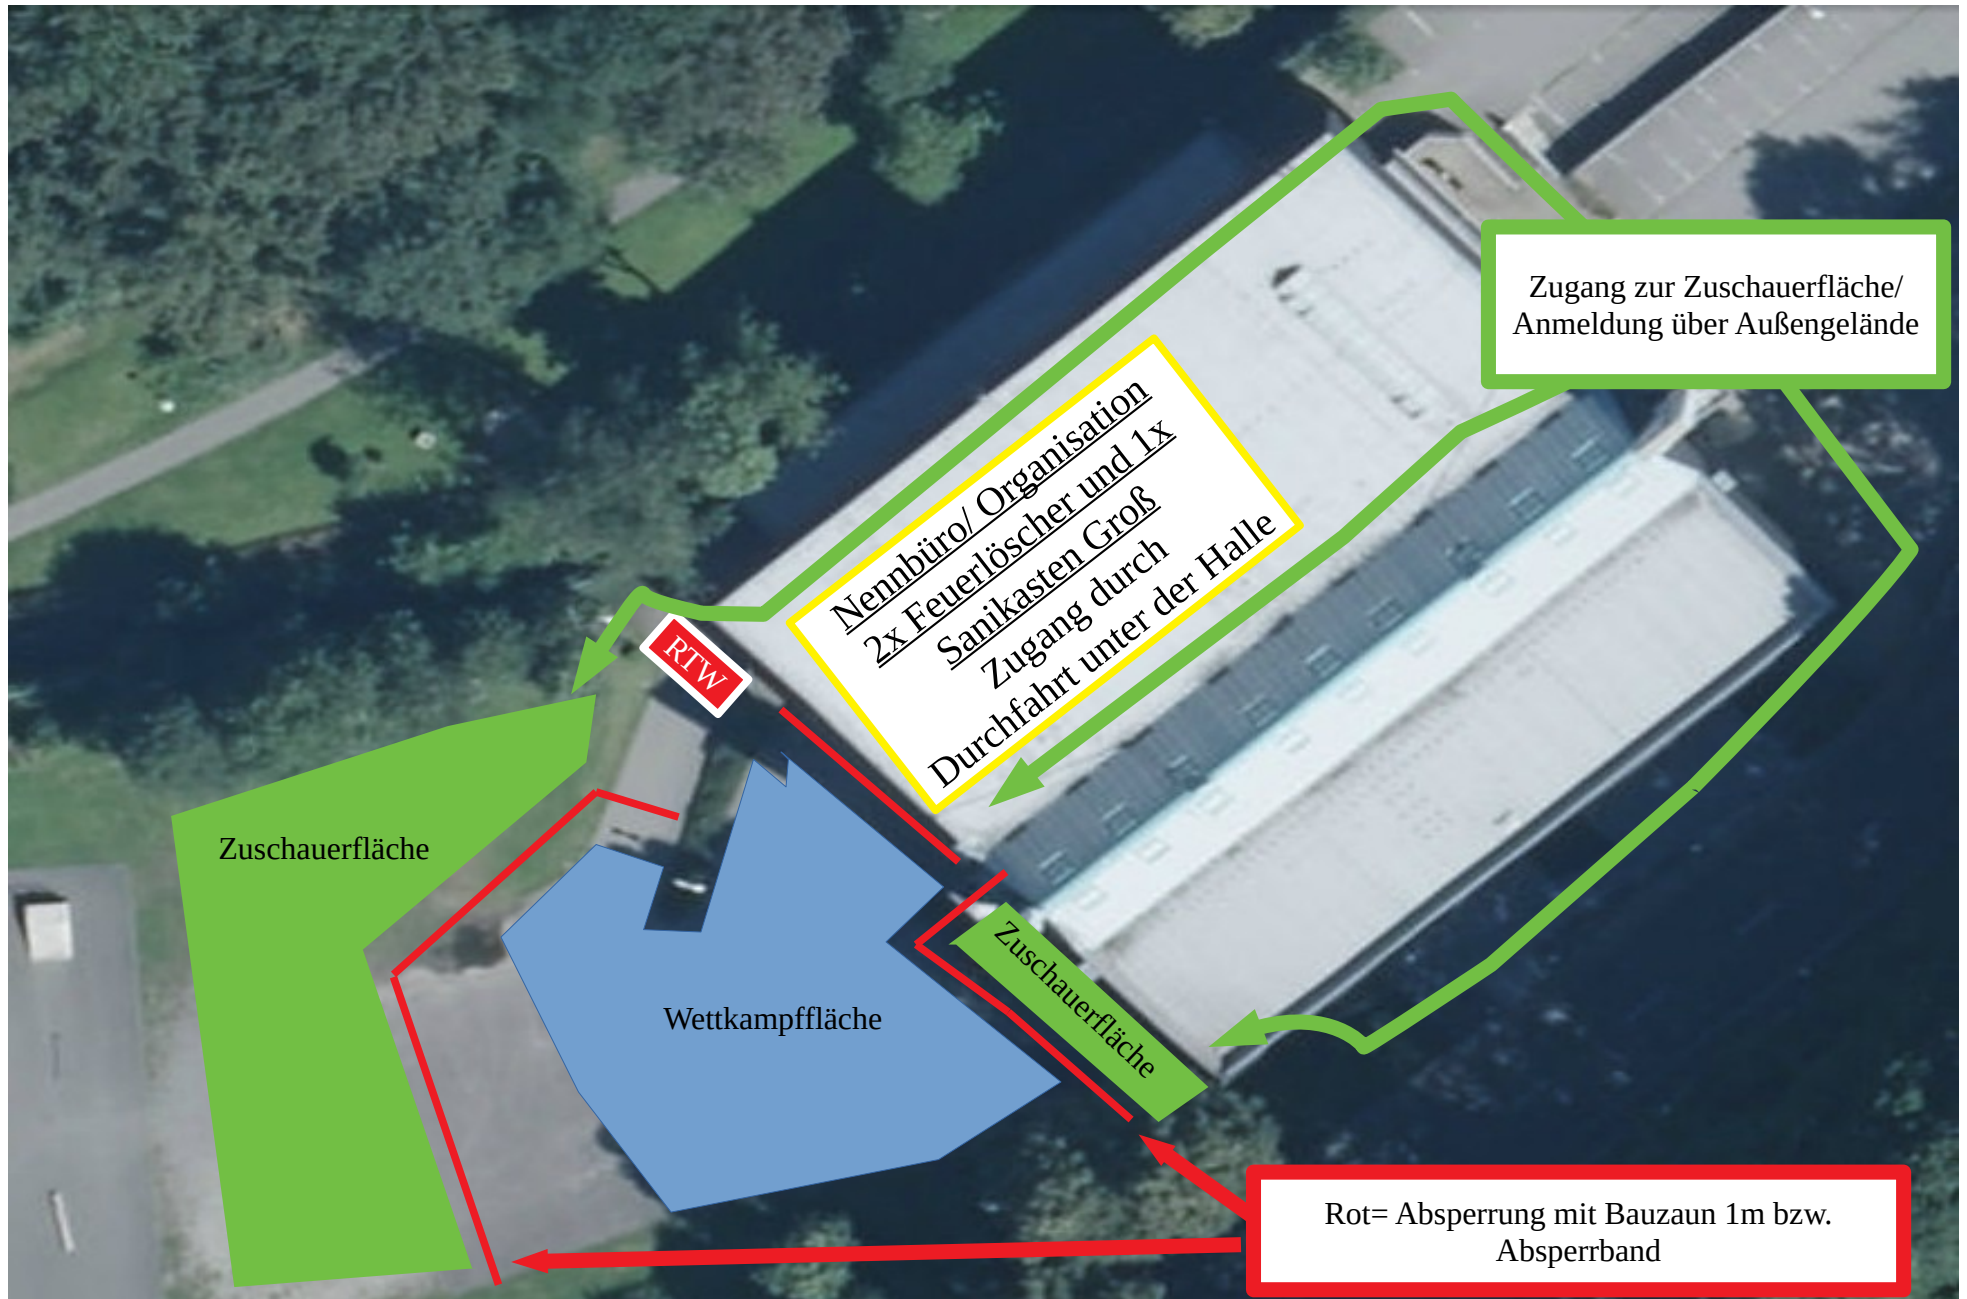 Zugang zur Zuschauerfläche/
Anmeldung über Außengelände
Nennbüro/ Organisation
2x Feuerlöscher und 1x
Sanikasten Groß
Zugang durch
Durchfahrt unter der Halle
RTW
Zuschauerfläche
Wettkampffläche
Zuschauerfläche
Rot= Absperrung mit Bauzaun 1m bzw.
Absperrband